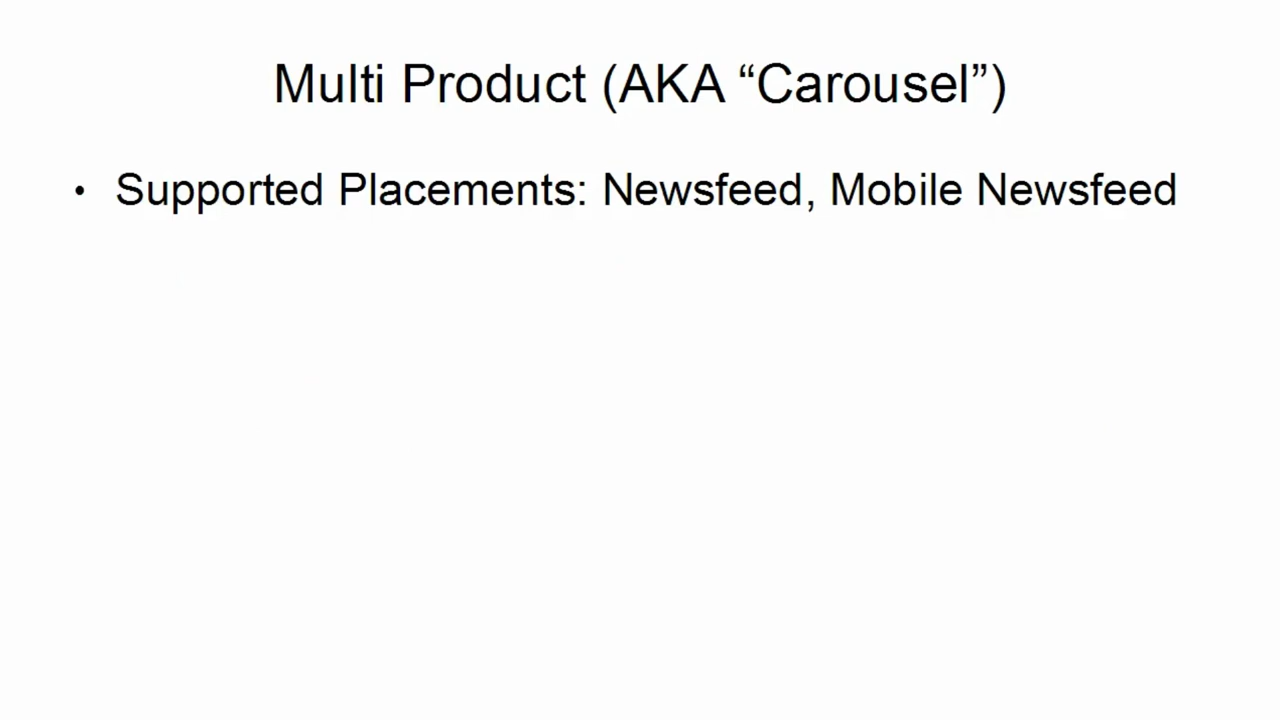 Multi Product (AKA “Carousel”)
• Supported Placements: Newsfeed, Mobile Newsfeed